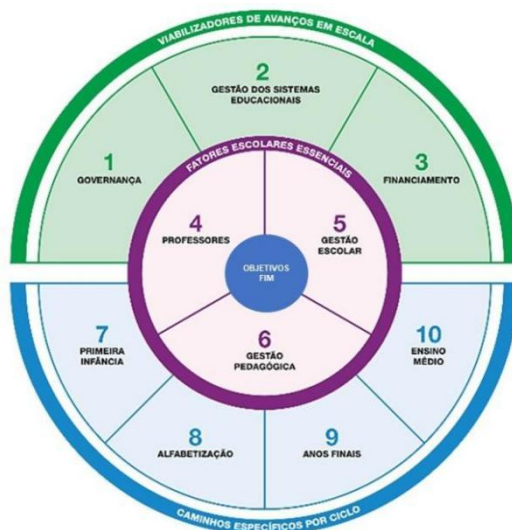 VIABILIZADORES DE AVANÇOS EM ESCALA
2
GESTÃO DOS SISTEMAS
EDUCACIONAIS
1
GOVERNANÇA
3
FINANCIAMENTO
FATORES ESCOLARES ESSENCIAIS
4
PROFESSORES
5
GESTÃO
ESCOLAR
OBJETIVOS
FIM
6
GESTÃO
PEDAGÓGICA
7
PRIMEIRA
INFÂNCIA
10
ENSINO
MÉDIO
8
ALFABETIZAÇÃO
9
ANOS FINAIS
CAMINHOS ESPECÍFICOS POR CICLO